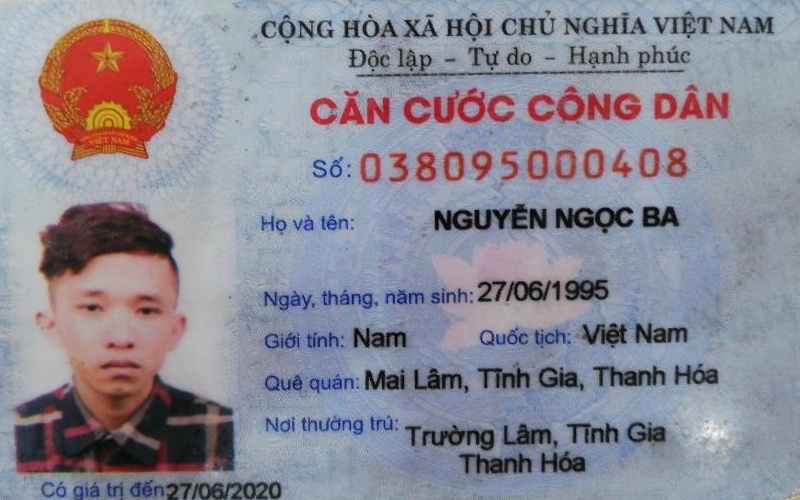 CỘNG HÒA XÃ HỘI CHỦ NGHĨA VIỆT NAM
Độc lập - Tự do - Hạnh phúc
CĂN CƯỚC CÔNG DÂN
Số: 038095000408
Họ và tên: NGUYỄN NGỌC BA
Ngày, tháng, năm sinh: 27/06/1995
Giới tính: Nam Quốc tịch: Việt Nam
Quê quán: Mai Lâm, Tĩnh Gia, Thanh Hóa
Nơi thường trú: Trường Lâm, Tĩnh Gia
Thanh Hóa
Có giá trị đến 27/06/2020
VIỆT NAM